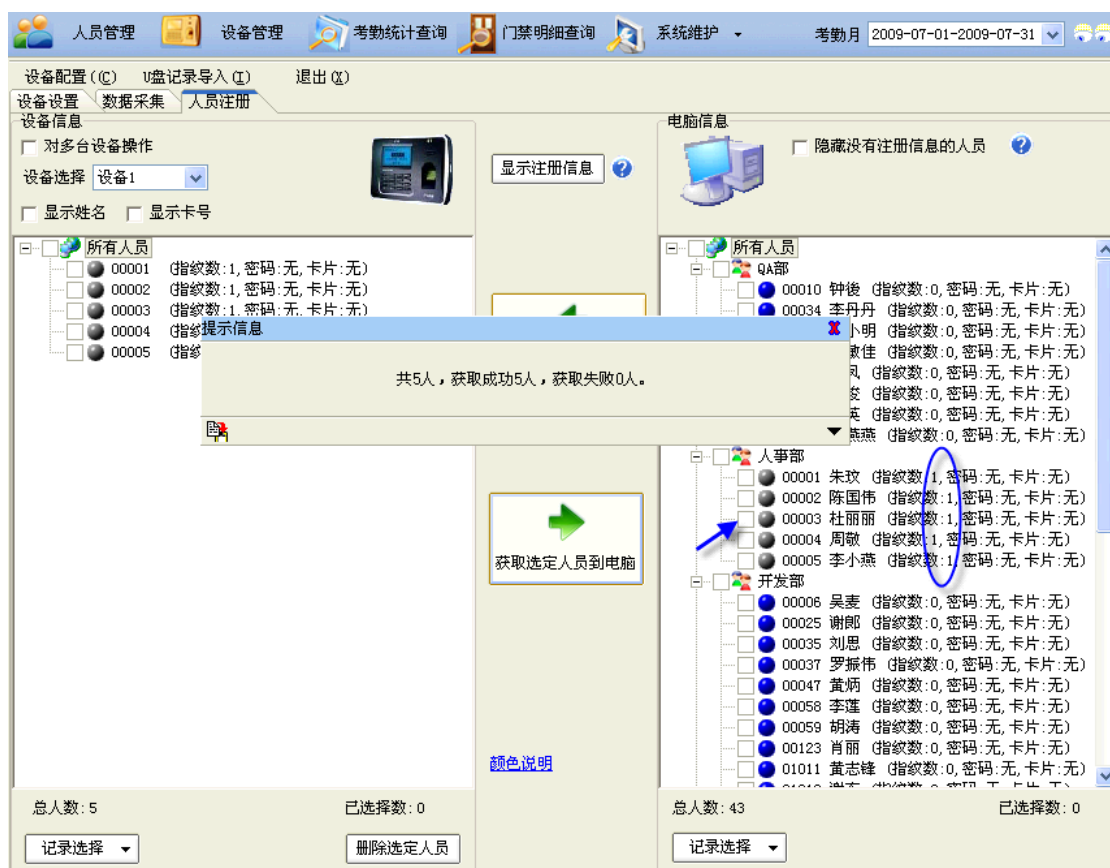 人员管理 设备管理 考勤统计查询 门禁明细查询 系统维护 考勤月 2009-07-01-2009-07-31
设备配置((C) U盘记录导入(I) 退出(X)
设备设置 数据采集 人员注册
设备信息
对多台设备操作
设备选择 设备1
显示姓名 显示卡号
显示注册信息
电脑信息
隐藏没有注册信息的人员
所有人员
00001 (指纹数:1,密码:无,卡片:无)
00002 (指纹数:1,密码:无,卡片:无)
00003 (指纹数:1,密码:无,卡片:无)
00004 (指纹
00005 (指纹
提示信息
共5人，获取成功5人，获取失败0人。
获取选定人员到电脑
颜色说明
所有人员
QA部
00010 钟後 (指纹数:0,密码:无,卡片:无)
00034 李丹丹 (指纹数:0,密码:无,卡片:无)
小明 (指纹数:0,密码:无,卡片:无)
敏佳 (指纹数:0,密码:无,卡片:无)
凤 (指纹数:0,密码:无,卡片:无)
(指纹数:0,密码:无,卡片:无)
英 (指纹数:0,密码:无,卡片:无)
燕燕 (指纹数:0,密码:无,卡片:无)
人事部
00001 朱玟 (指纹数:1,密码:无,卡片:无)
00002 陈国伟 (指纹数:1,密码:无,卡片:无)
00003 杜丽丽 (指纹数:1,密码:无,卡片:无)
00004 周敬 (指纹数:1,密码:无,卡片:无)
00005 李小燕 (指纹数:1,密码:无,卡片:无)
开发部
00006 吴麦 (指纹数:0,密码:无,卡片:无)
00025 谢郎 (指纹数:0,密码:无,卡片:无)
00035 刘思 (指纹数:0,密码:无,卡片:无)
00037 罗振伟 (指纹数:0,密码:无,卡片:无)
00047 黄炳 (指纹数:0,密码:无,卡片:无)
00058 李莲 (指纹数:0,密码:无,卡片:无)
00059 胡涛 (指纹数:0,密码:无,卡片:无)
00123 肖丽 (指纹数:0,密码:无,卡片:无)
01011 黄志锋 (指纹数:0,密码:无,卡片:无)
总人数:5 已选择数:0
记录选择 删除选定人员
总人数:43 已选择数:0
记录选择